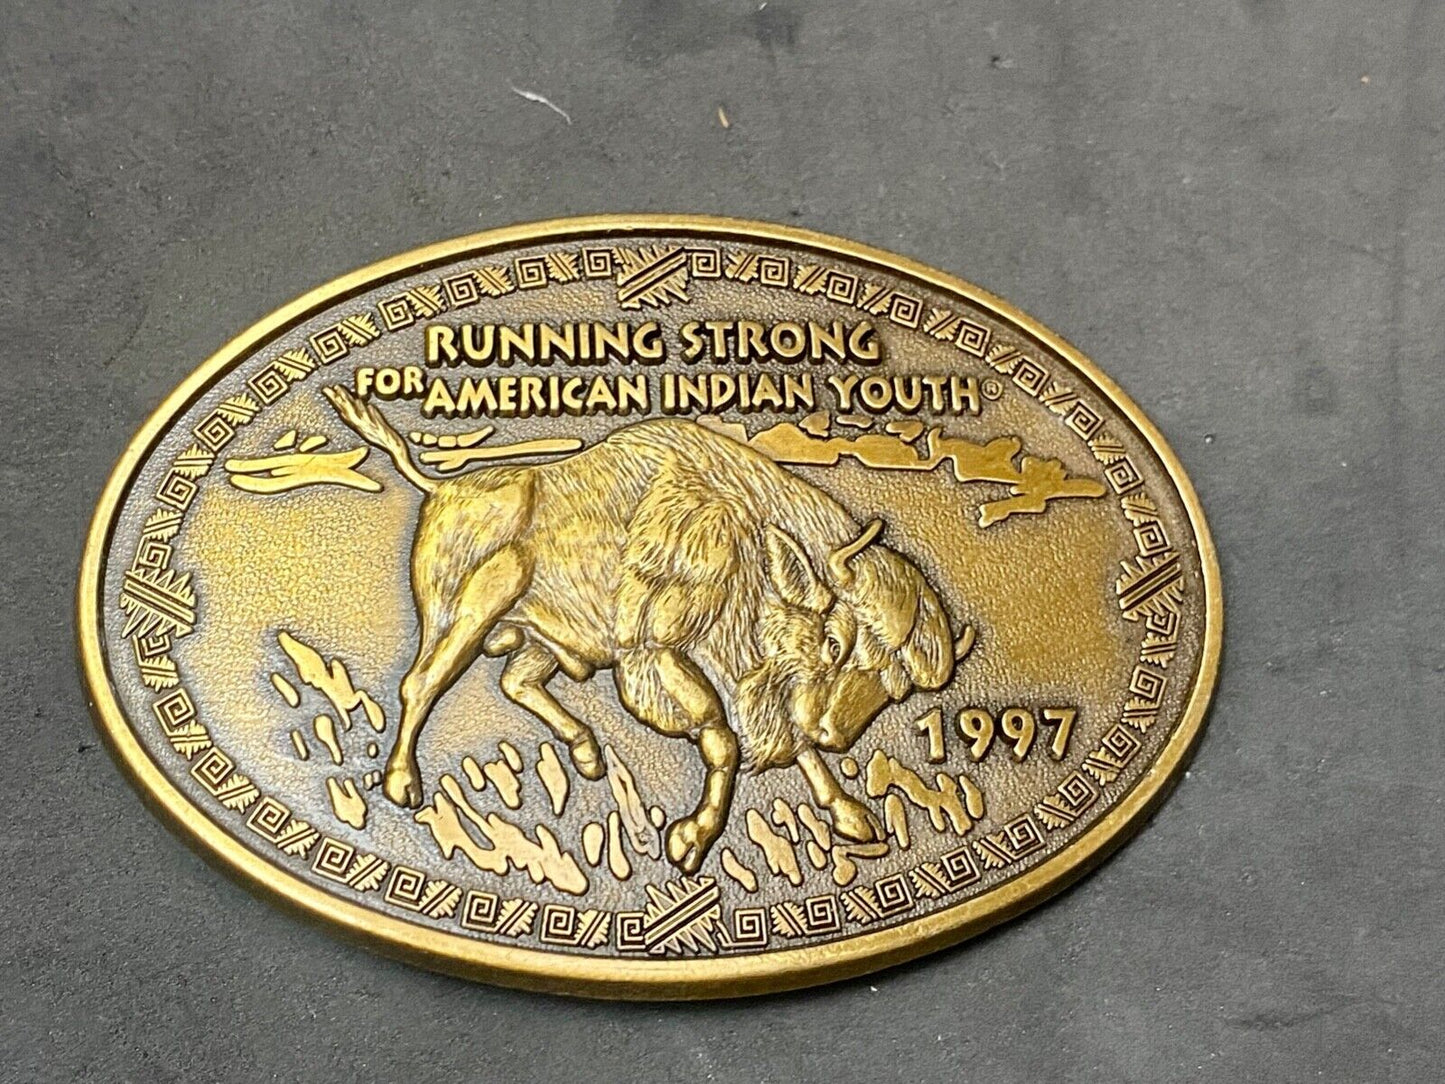 RUNNING STRONG
FOR AMERICAN INDIAN YOUTH®
1997